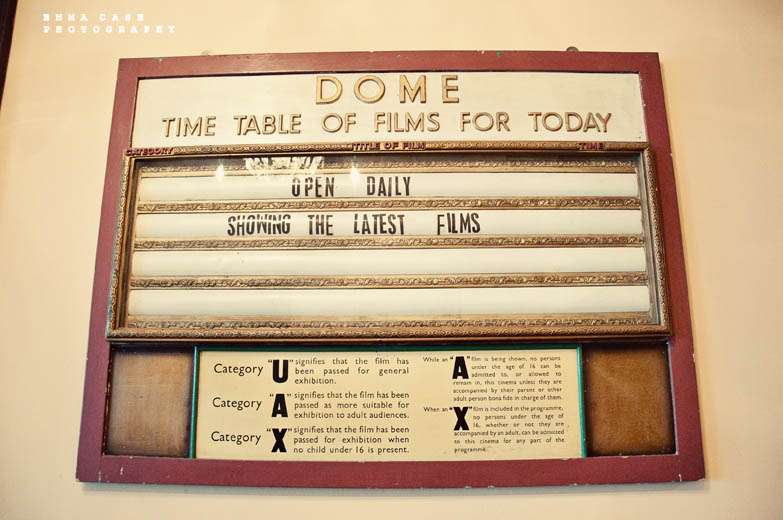 EMMA CASE
PHOTOGRAPHY
DOME
TIME TABLE OF FILMS FOR TODAY
CATEGORY TITLE OF FILM TIME
OPEN DAILY
SHOWING THE LATEST FILMS
Category "U" signifies that the film has
been passed for general
exhibition.
Category "A" signifies that the film has been
passed as more suitable for
exhibition to adult audiences.
Category "X" signifies that the film has been
passed for exhibition when
no child under 16 is present.
While an "A" film is being shown, no persons
under the age of 16 can be
admitted to, or allowed to
remain in, this cinema unless they are
accompanied by their parent or other
adult person bona fide in charge of them.
When an "X" film is included in the programme,
no persons under the age of
16, whether or not they are
accompanied by an adult, can be admitted
to this cinema for any part of the
programme.